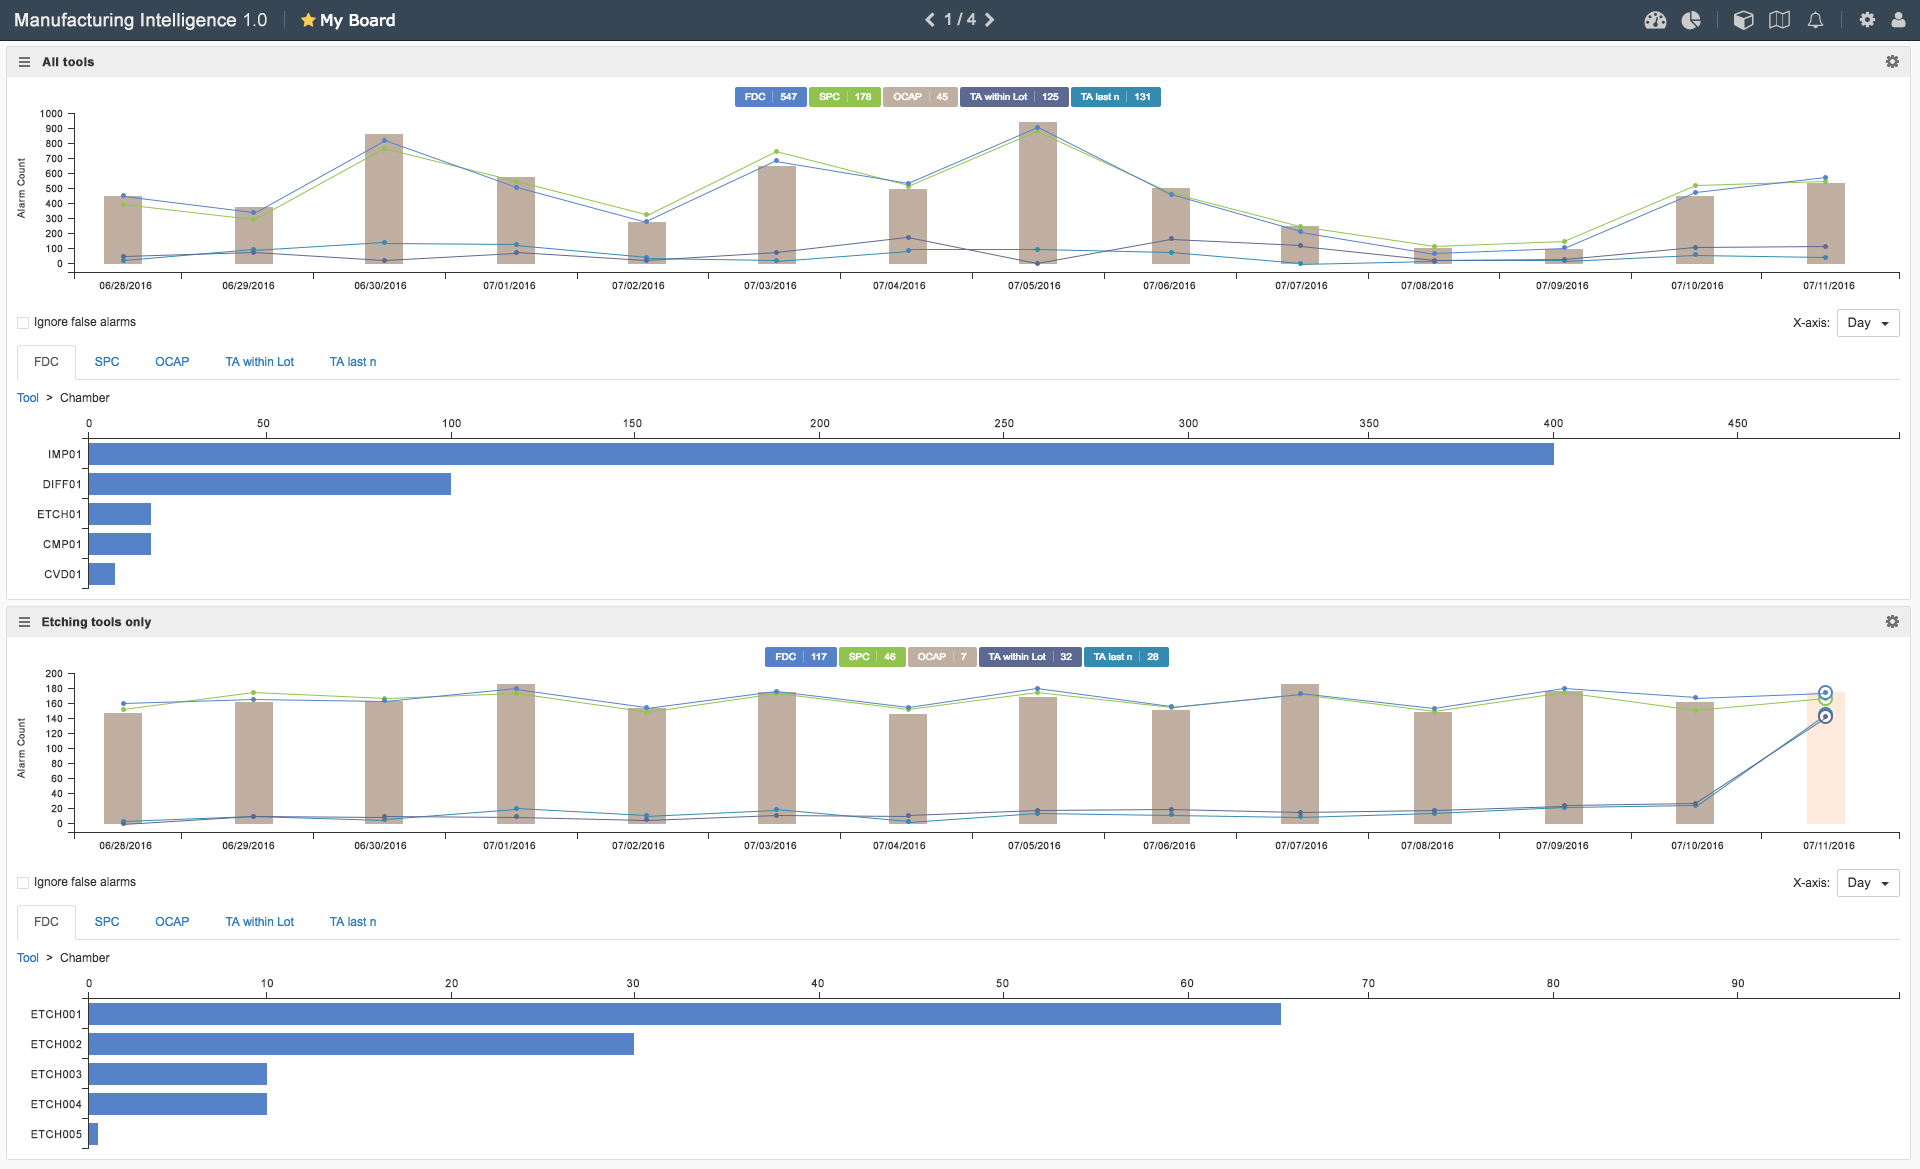 Manufacturing Intelligence 1.0 My Board 1 / 4
All tools
FDC 547 SPC 178 OCAP 45 TA within Lot 125 TA last n 131
Alarm Count
1000
900
800
700
600
500
400
300
200
100
0
06/28/2016 06/29/2016 06/30/2016 07/01/2016 07/02/2016 07/03/2016 07/04/2016 07/05/2016 07/06/2016 07/07/2016 07/08/2016 07/09/2016 07/10/2016 07/11/2016
Ignore false alarms X-axis: Day
FDC SPC OCAP TA within Lot TA last n
Tool > Chamber
0 50 100 150 200 250 300 350 400 450
IMP01
DIFF01
ETCH01
CMP01
CVD01
Etching tools only
FDC 117 SPC 46 OCAP 7 TA within Lot 32 TA last n 28
Alarm Count
200
180
160
140
120
100
80
60
40
20
0
06/28/2016 06/29/2016 06/30/2016 07/01/2016 07/02/2016 07/03/2016 07/04/2016 07/05/2016 07/06/2016 07/07/2016 07/08/2016 07/09/2016 07/10/2016 07/11/2016
Ignore false alarms X-axis: Day
FDC SPC OCAP TA within Lot TA last n
Tool > Chamber
0 10 20 30 40 50 60 70 80 90
ETCH001
ETCH002
ETCH003
ETCH004
ETCH005